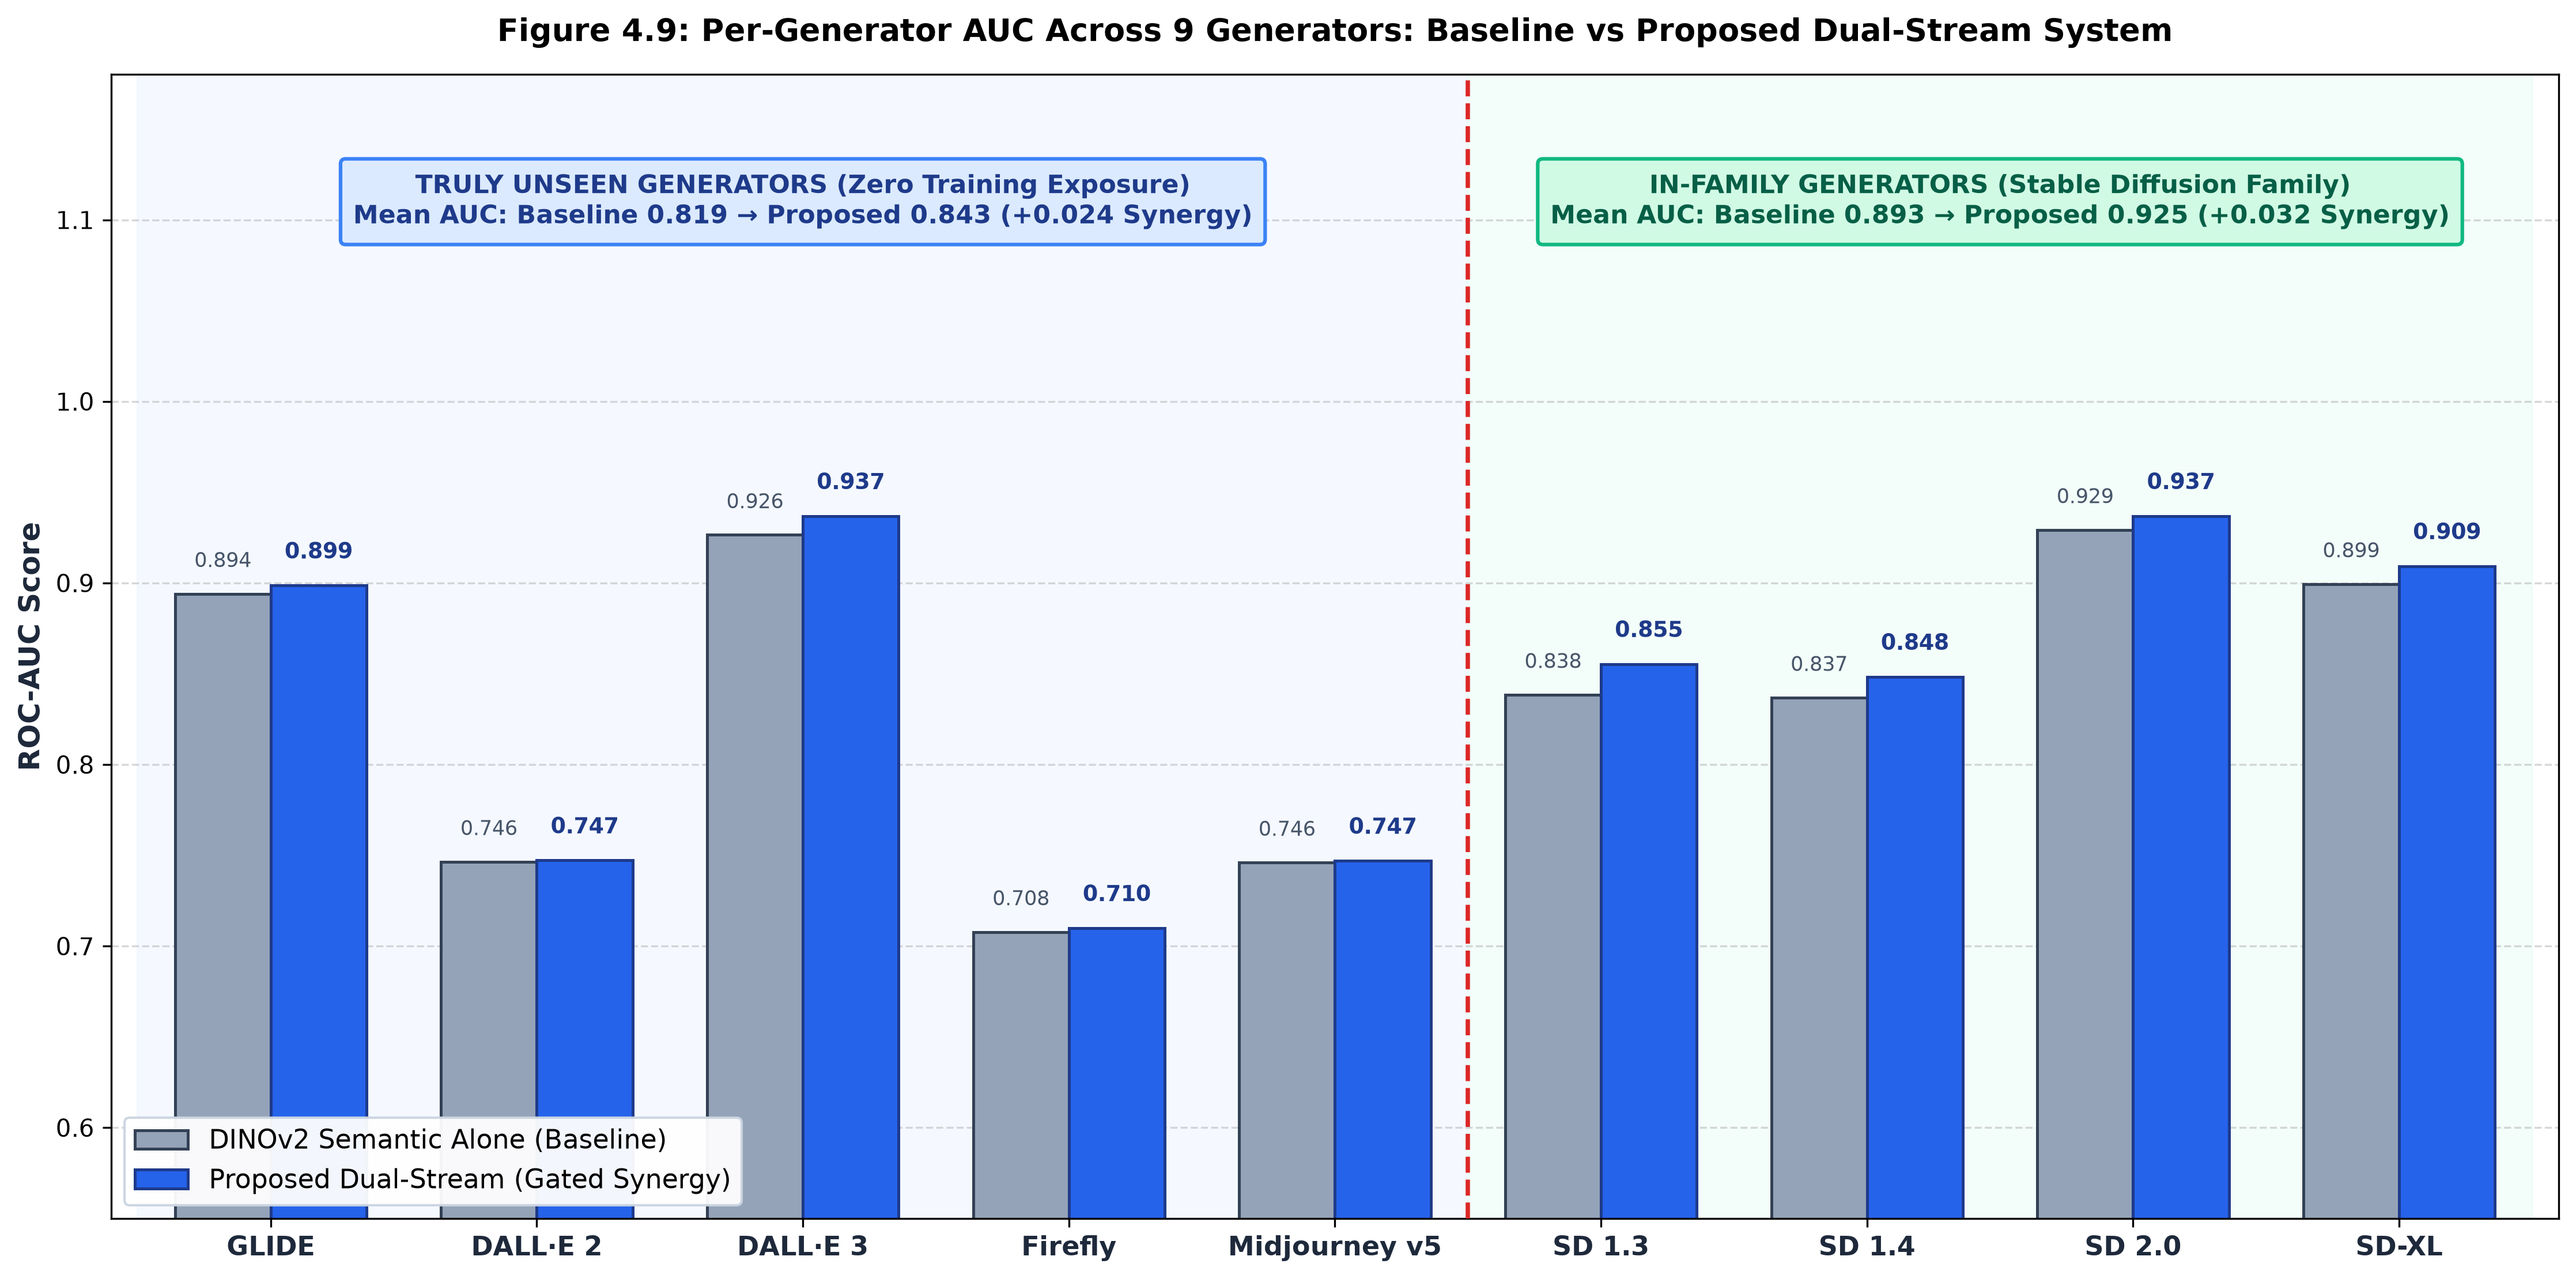 Figure 4.9: Per-Generator AUC Across 9 Generators: Baseline vs Proposed Dual-Stream System
TRULY UNSEEN GENERATORS (Zero Training Exposure)
Mean AUC: Baseline 0.819 → Proposed 0.843 (+0.024 Synergy)
IN-FAMILY GENERATORS (Stable Diffusion Family)
Mean AUC: Baseline 0.893 → Proposed 0.925 (+0.032 Synergy)
ROC-AUC Score
1.1
1.0
0.9
0.8
0.7
0.6
0.894
0.899
0.746
0.747
0.926
0.937
0.708
0.710
0.746
0.747
0.838
0.855
0.837
0.848
0.929
0.937
0.899
0.909
DINOv2 Semantic Alone (Baseline)
Proposed Dual-Stream (Gated Synergy)
GLIDE
DALL·E 2
DALL·E 3
Firefly
Midjourney v5
SD 1.3
SD 1.4
SD 2.0
SD-XL